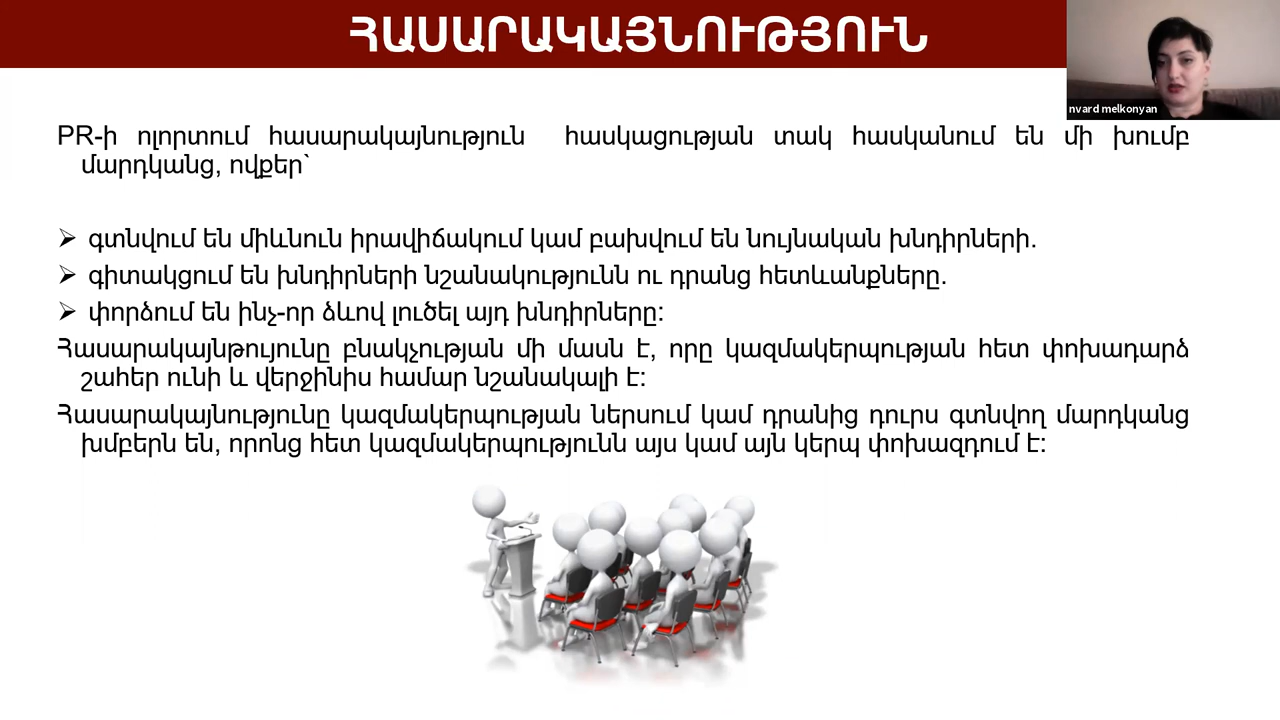 ՀԱՍԱՐԱԿԱՅՆՈՒԹՅՈՒՆ
nvard melkonyan
PR-ի ոլորտում հասարակայնություն հասկացության տակ հասկանում են մի խումբ
մարդկանց, ովքեր`
➢ գտնվում են միևնուն իրավիճակում կամ բախվում են նույնական խնդիրների.
➢ գիտակցում են խնդիրների նշանակությունն ու դրանց հետևանքները.
➢ փորձում են ինչ-որ ձևով լուծել այդ խնդիրները:
Հասարակայնթույունը բնակչության մի մասն է, որը կազմակերպության հետ փոխադարձ
շահեր ունի և վերջինիս համար նշանակալի է:
Հասարակայնությունը կազմակերպության ներսում կամ դրանից դուրս գտնվող մարդկանց
խմբերն են, որոնց հետ կազմակերպությունն այս կամ այն կերպ փոխազդում է: